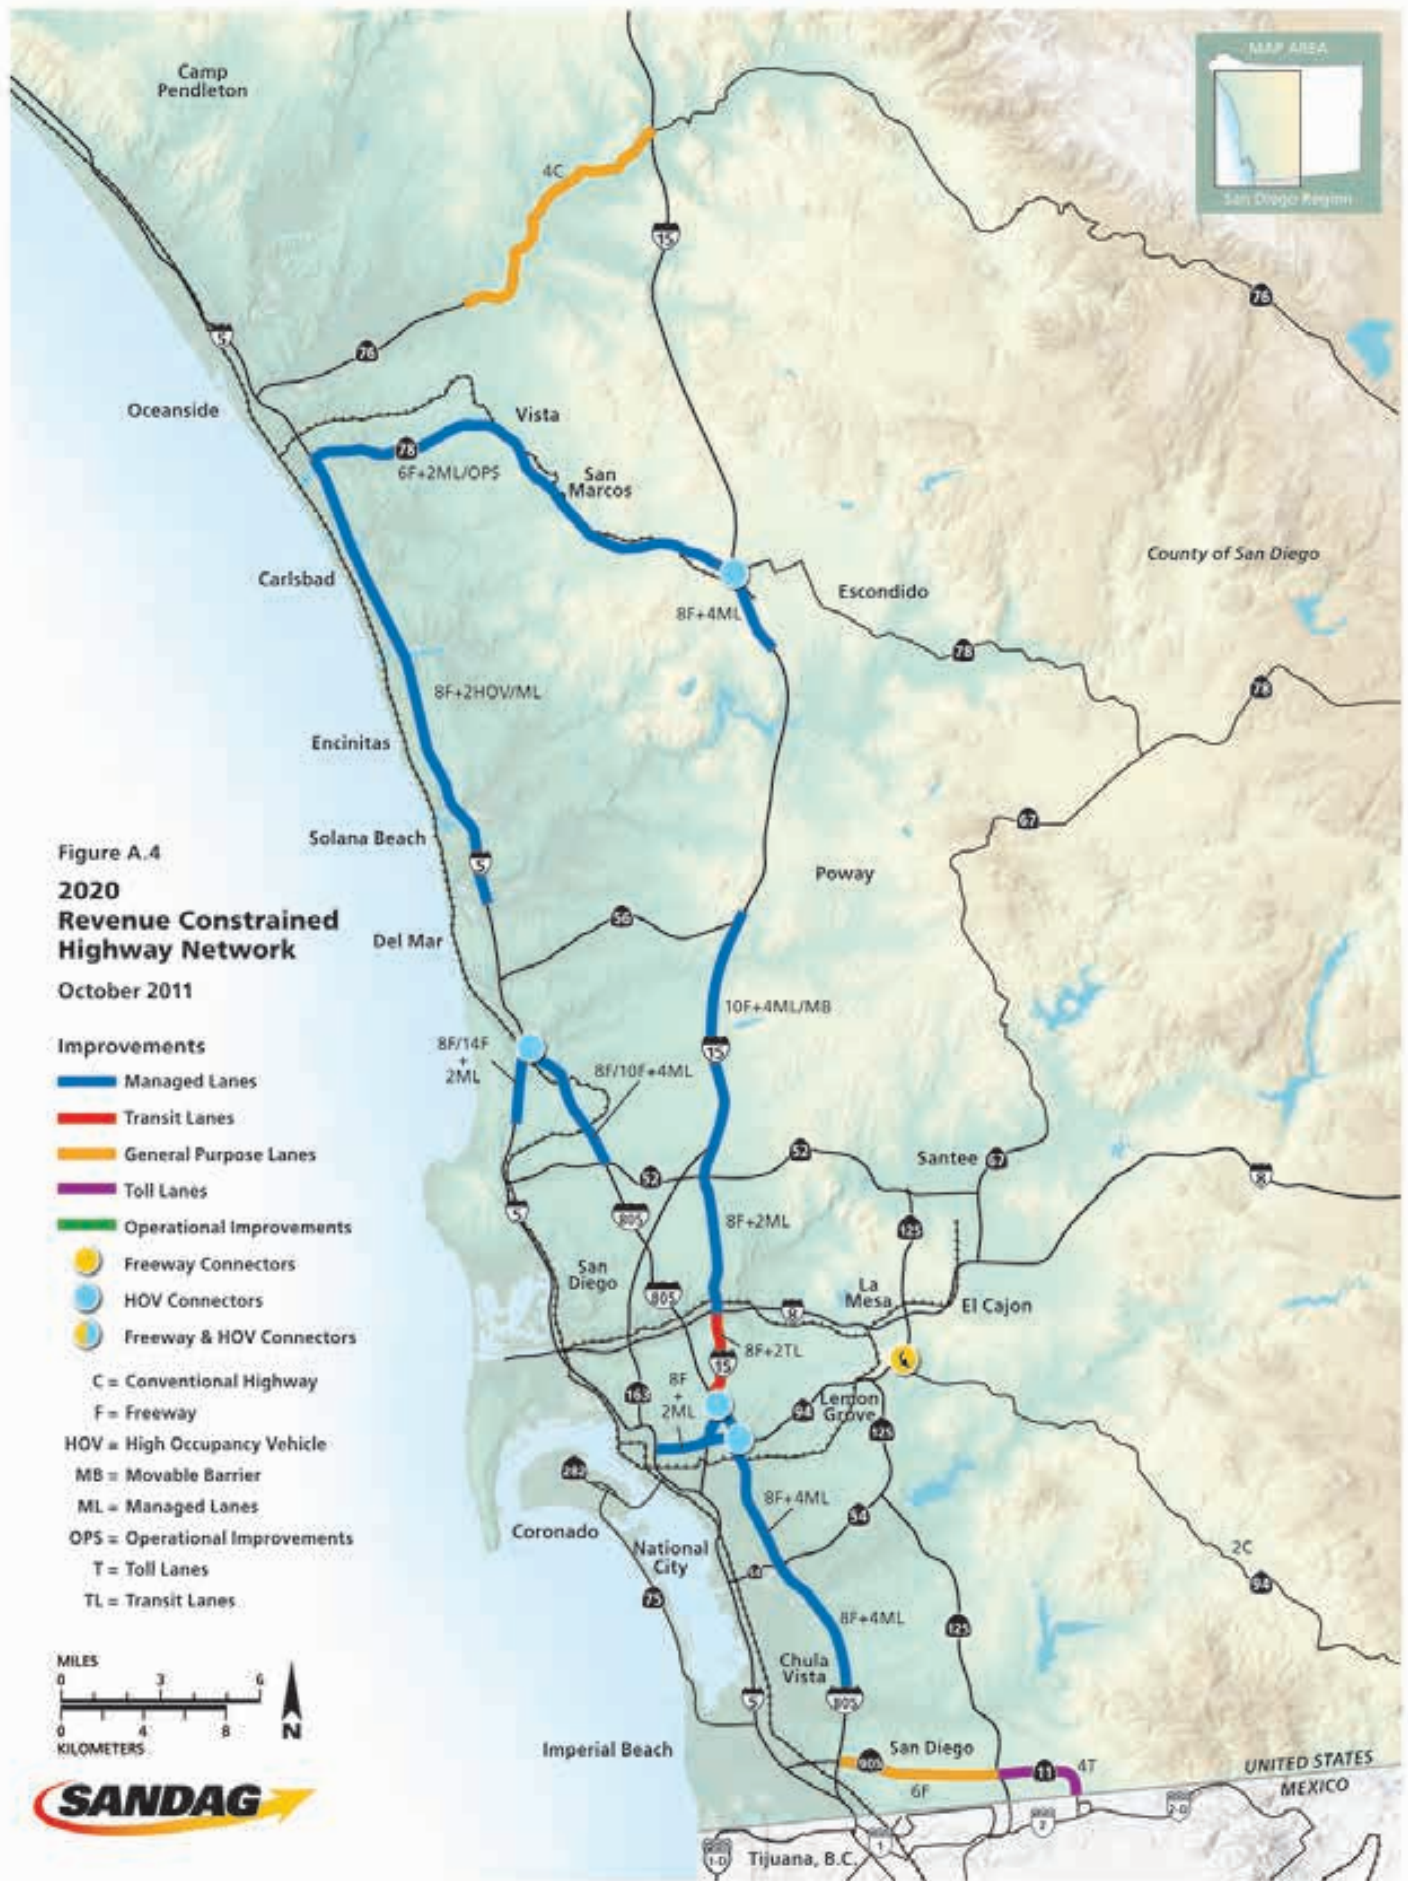 Camp
Pendleton
MAP AREA
San Diego Region
4C
15
76
5
76
Oceanside
Vista
78
6F+2ML/OPS
San
Marcos
County of San Diego
Carlsbad
Escondido
8F+4ML
78
78
8F+2HOV/ML
Encinitas
67
Solana Beach
5
Poway
56
Del Mar
10F+4ML/MB
Figure A.4
2020
Revenue Constrained
Highway Network
October 2011
8F/14F
+
2ML
8F/10F+4ML
15
Improvements
Managed Lanes
Transit Lanes
General Purpose Lanes
Toll Lanes
Operational Improvements
Freeway Connectors
HOV Connectors
Freeway & HOV Connectors
C = Conventional Highway
F = Freeway
HOV = High Occupancy Vehicle
MB = Movable Barrier
ML = Managed Lanes
OPS = Operational Improvements
T = Toll Lanes
TL = Transit Lanes
52
52
Santee
67
8
5
805
8F+2ML
125
San
Diego
805
La
Mesa
8
El Cajon
8F+2TL
15
8F
+
2ML
163
94
Lemon
Grove
125
282
8F+4ML
54
Coronado
National
City
54
2C
94
75
8F+4ML
125
Chula
Vista
5
805
MILES
0 3 6
0 4 8
KILOMETERS
N
Imperial Beach
San Diego
905
6F
11
4T
UNITED STATES
MEXICO
SANDAG
2-D
2
1
1-D
Tijuana, B.C.